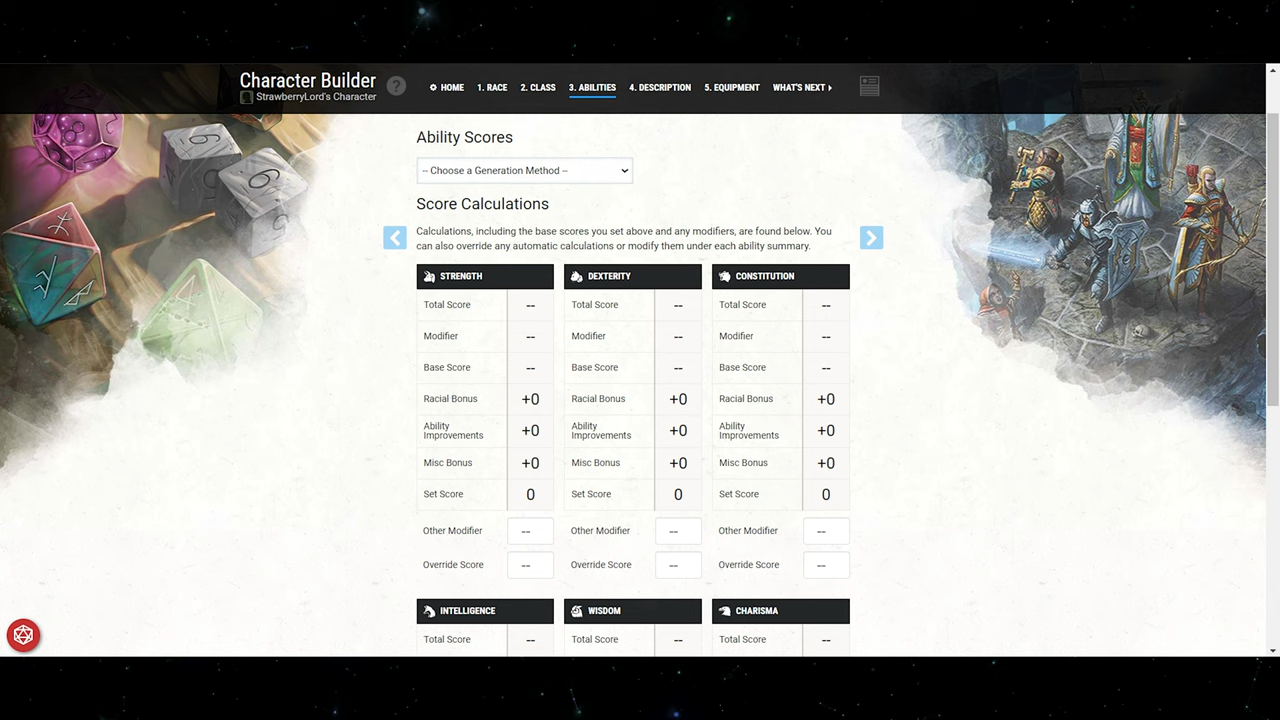 Character Builder
StrawberryLord's Character
?
HOME
1. RACE
2. CLASS
3. ABILITIES
4. DESCRIPTION
5. EQUIPMENT
WHAT'S NEXT
Ability Scores
-- Choose a Generation Method --
Score Calculations
Calculations, including the base scores you set above and any modifiers, are found below. You
can also override any automatic calculations or modify them under each ability summary.
STRENGTH DEXTERITY CONSTITUTION
Total Score -- Total Score -- Total Score --
Modifier -- Modifier -- Modifier --
Base Score -- Base Score -- Base Score --
Racial Bonus +0 Racial Bonus +0 Racial Bonus +0
Ability Improvements +0 Ability Improvements +0 Ability Improvements +0
Misc Bonus +0 Misc Bonus +0 Misc Bonus +0
Set Score 0 Set Score 0 Set Score 0
Other Modifier -- Other Modifier -- Other Modifier --
Override Score -- Override Score -- Override Score --
INTELLIGENCE WISDOM CHARISMA
Total Score -- Total Score -- Total Score --